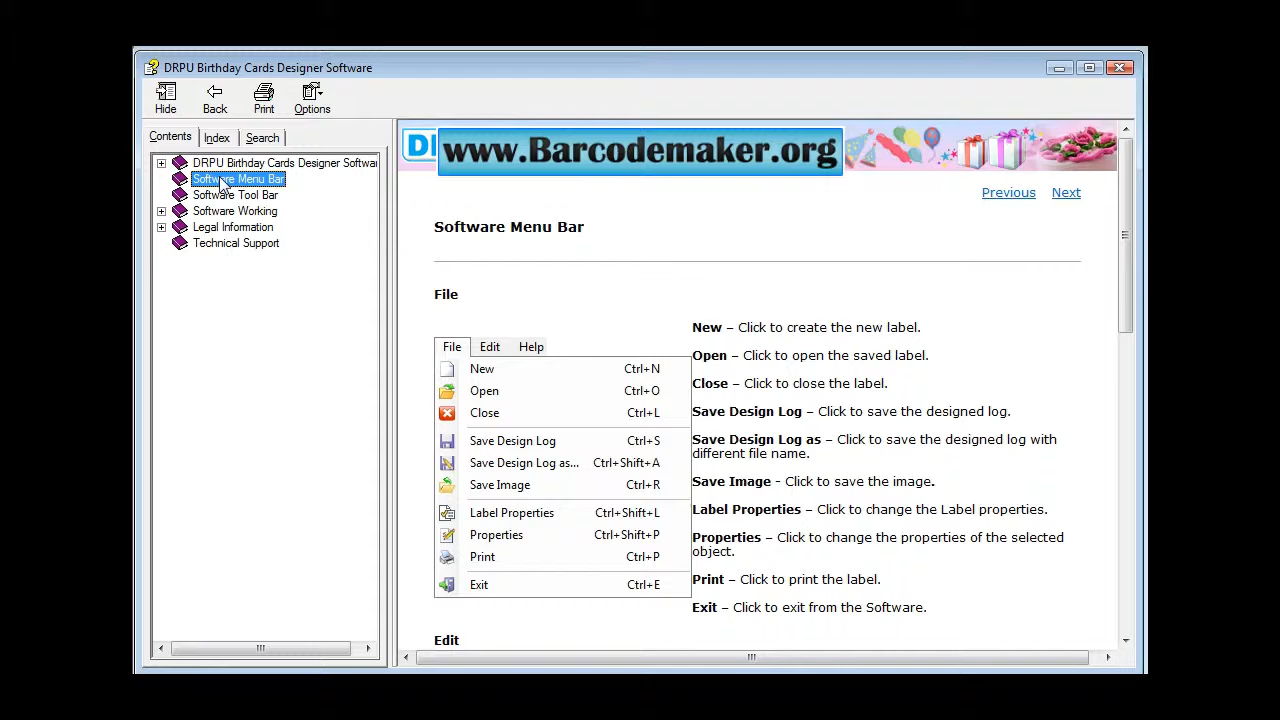 DRPU Birthday Cards Designer Software
Hide
Back
Print
Options
Contents
Index
Search
DRPU Birthday Cards Designer Softwar
Software Menu Bar
Software Tool Bar
Software Working
Legal Information
Technical Support
www.Barcodemaker.org
Previous
Next
Software Menu Bar
File
File Edit Help
New Ctrl+N
Open Ctrl+O
Close Ctrl+L
Save Design Log Ctrl+S
Save Design Log as... Ctrl+Shift+A
Save Image Ctrl+R
Label Properties Ctrl+Shift+L
Properties Ctrl+Shift+P
Print Ctrl+P
Exit Ctrl+E
New – Click to create the new label.
Open – Click to open the saved label.
Close – Click to close the label.
Save Design Log – Click to save the designed log.
Save Design Log as – Click to save the designed log with
different file name.
Save Image - Click to save the image.
Label Properties – Click to change the Label properties.
Properties – Click to change the properties of the selected
object.
Print – Click to print the label.
Exit – Click to exit from the Software.
Edit